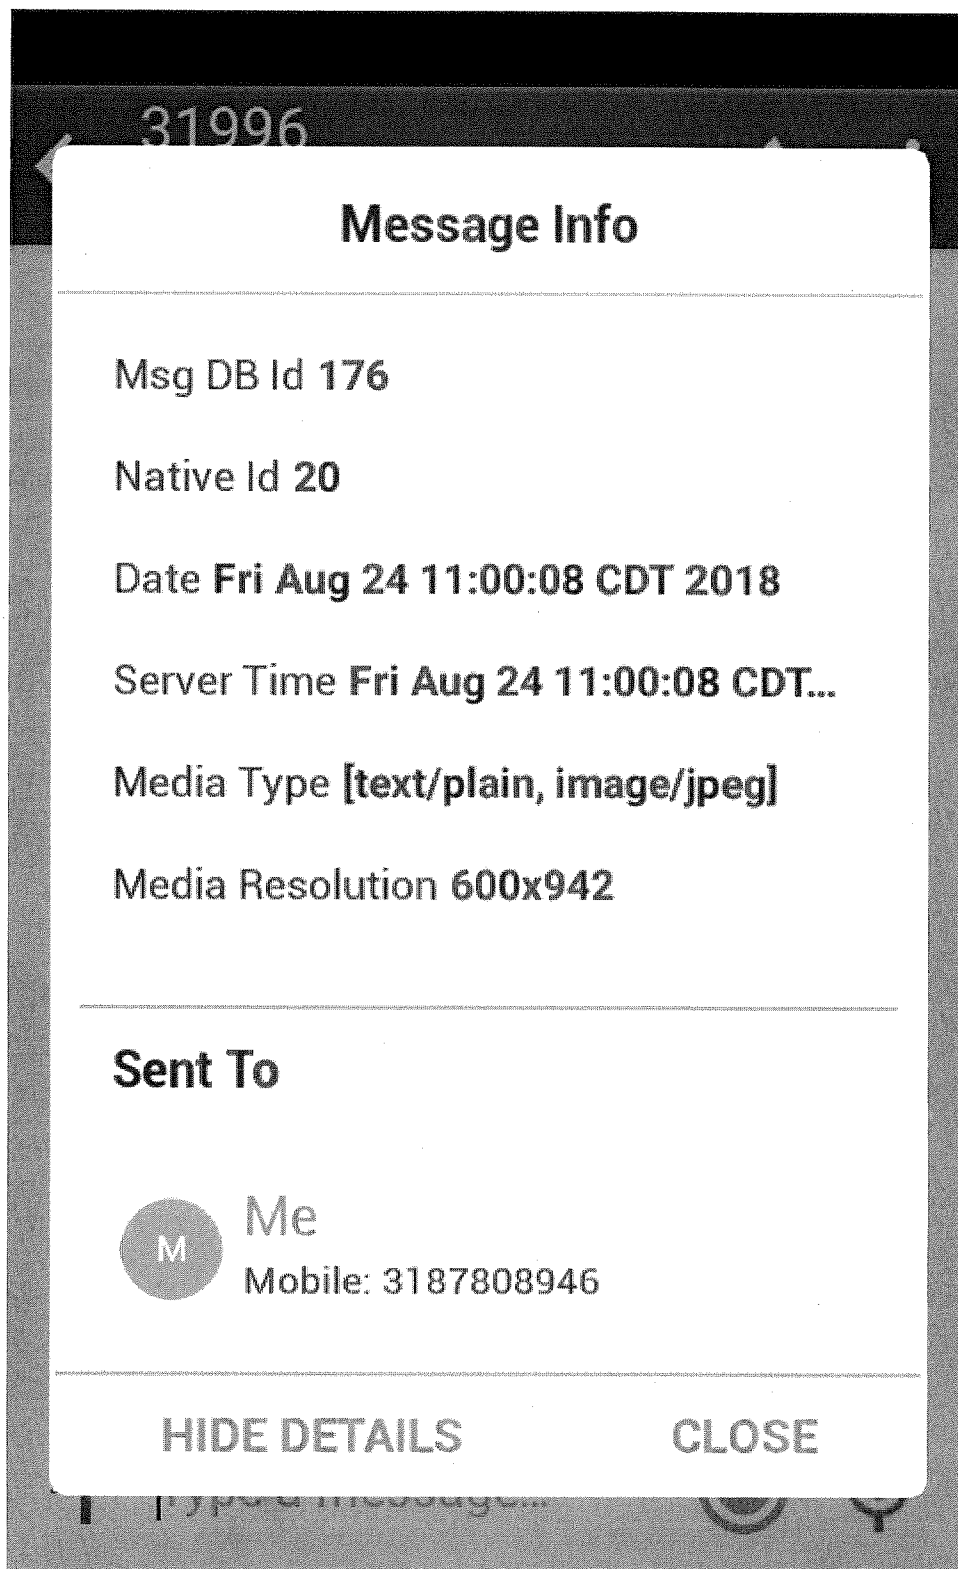 31996
Message Info
Msg DB Id 176
Native Id 20
Date Fri Aug 24 11:00:08 CDT 2018
Server Time Fri Aug 24 11:00:08 CDT...
Media Type [text/plain, image/jpeg]
Media Resolution 600x942
Sent To
M
Me
Mobile: 3187808946
HIDE DETAILS
CLOSE
Type a message...